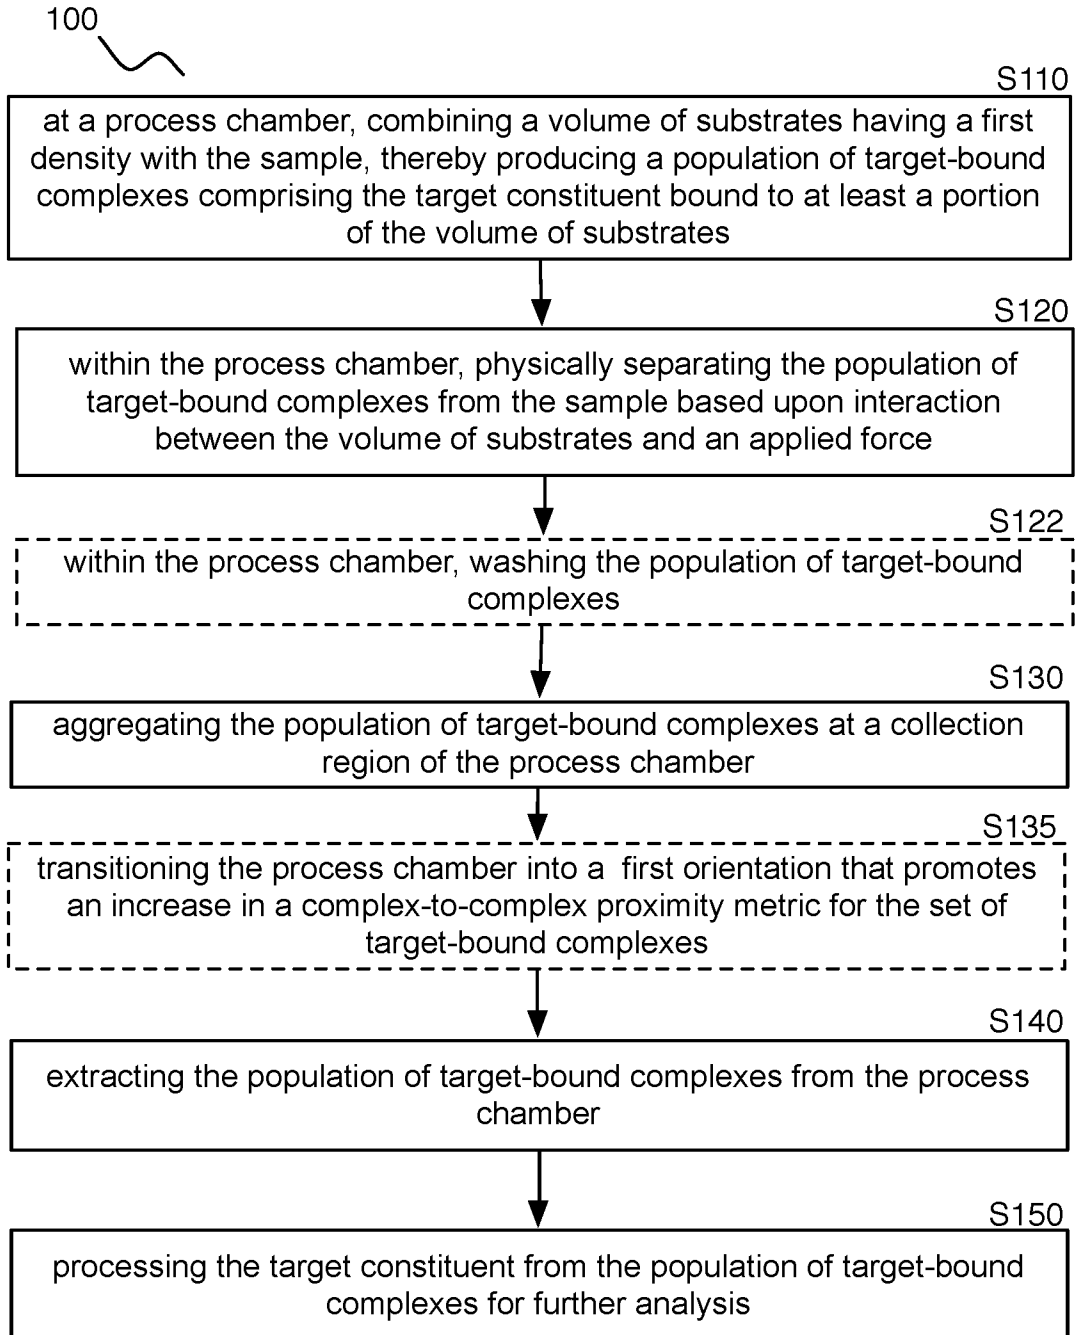 100
S110
at a process chamber, combining a volume of substrates having a first
density with the sample, thereby producing a population of target-bound
complexes comprising the target constituent bound to at least a portion
of the volume of substrates
S120
within the process chamber, physically separating the population of
target-bound complexes from the sample based upon interaction
between the volume of substrates and an applied force
S122
within the process chamber, washing the population of target-bound
complexes
S130
aggregating the population of target-bound complexes at a collection
region of the process chamber
S135
transitioning the process chamber into a first orientation that promotes
an increase in a complex-to-complex proximity metric for the set of
target-bound complexes
S140
extracting the population of target-bound complexes from the process
chamber
S150
processing the target constituent from the population of target-bound
complexes for further analysis